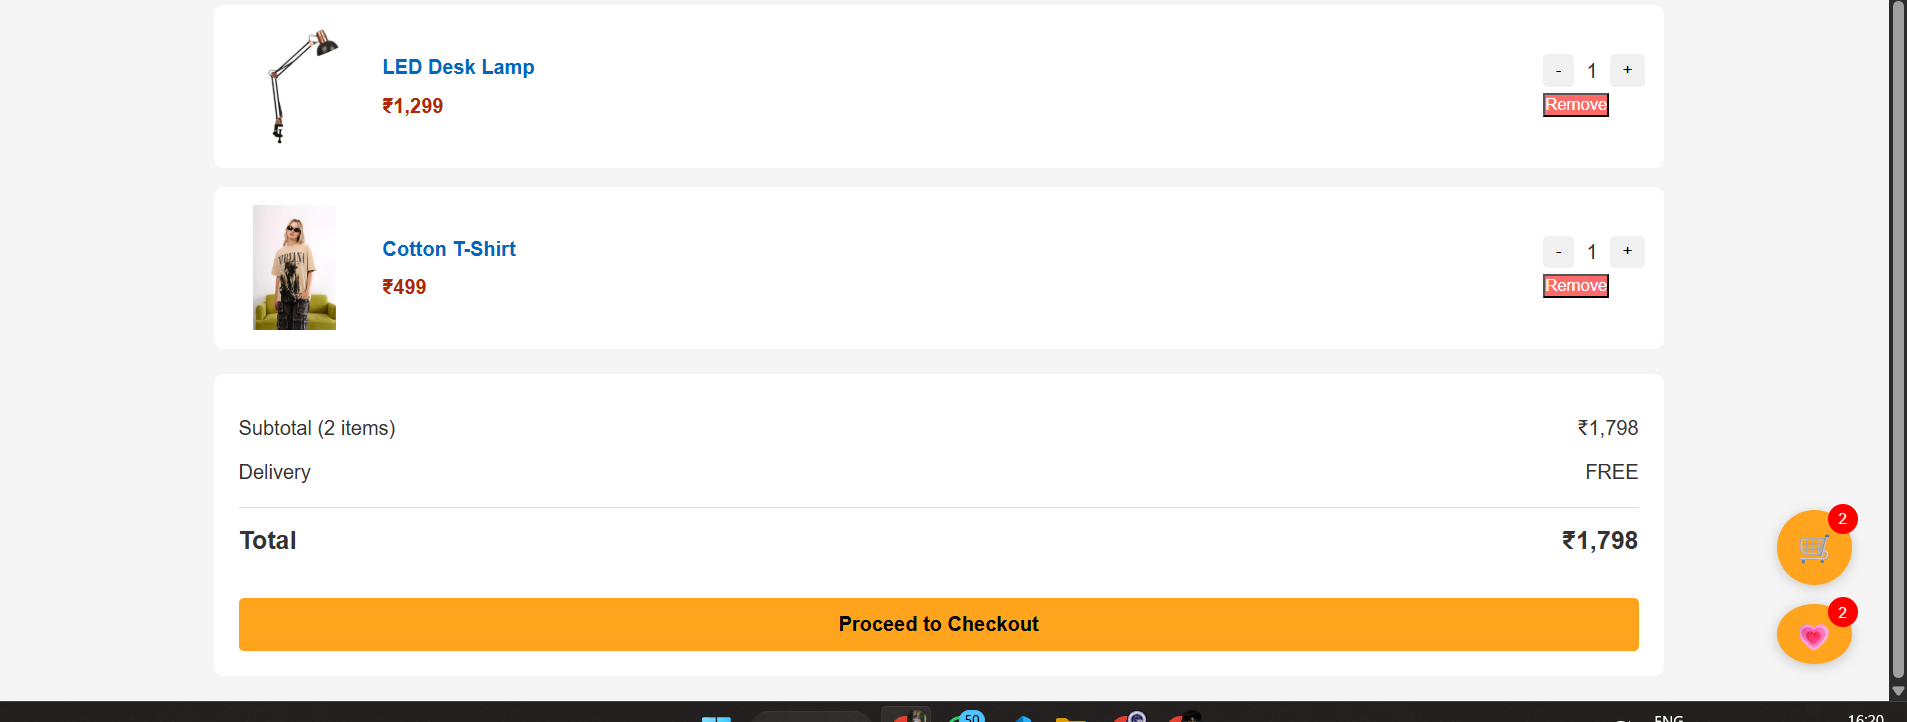 LED Desk Lamp
₹1,299
- 1 +
Remove
NIRVANA
Cotton T-Shirt
₹499
- 1 +
Remove
Subtotal (2 items) ₹1,798
Delivery FREE
Total ₹1,798
Proceed to Checkout
2
2
50
ENG
16:20